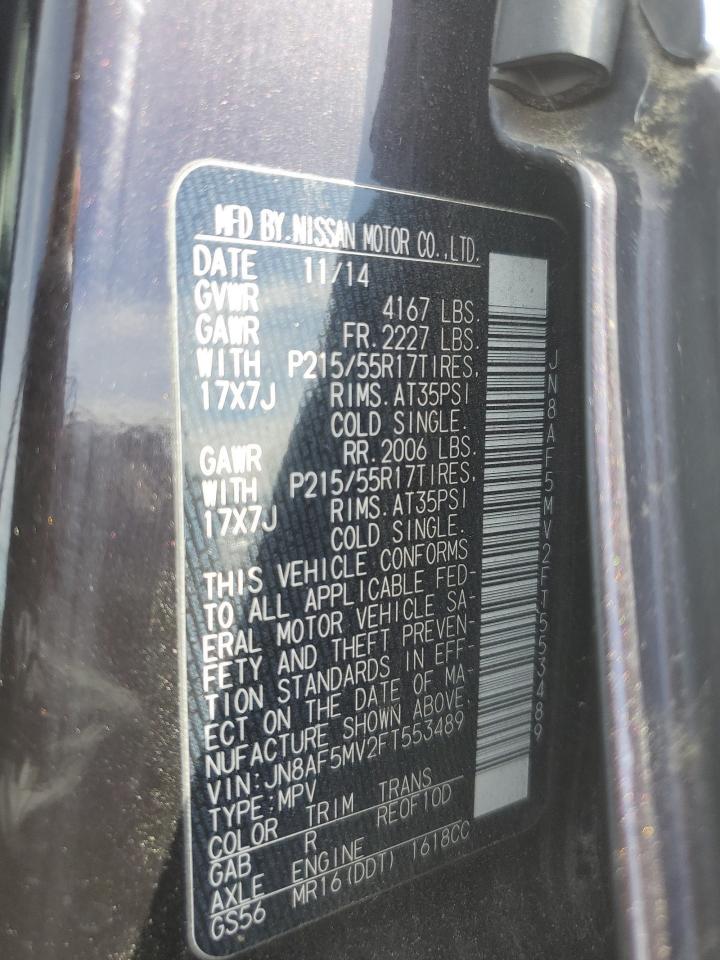 MFD BY.NISSAN MOTOR CO.,LTD.
DATE 11/14
GVWR 4167 LBS.
GAWR FR.2227 LBS.
WITH P215/55R17TIRES,
17X7J RIMS.AT35PSI
COLD SINGLE.
GAWR RR.2006 LBS.
WITH P215/55R17TIRES,
17X7J RIMS.AT35PSI
COLD SINGLE.
THIS VEHICLE CONFORMS
TO ALL APPLICABLE FED-
ERAL MOTOR VEHICLE SA-
FETY AND THEFT PREVEN-
TION STANDARDS IN EFF-
ECT ON THE DATE OF MA-
NUFACTURE SHOWN ABOVE.
VIN:JN8AF5MV2FT553489
TYPE:MPV
COLOR TRIM TRANS
GAB R REOF10D
AXLE ENGINE
GS56 MR16(DDT) 1618CC
JN8AF5MV2FT553489